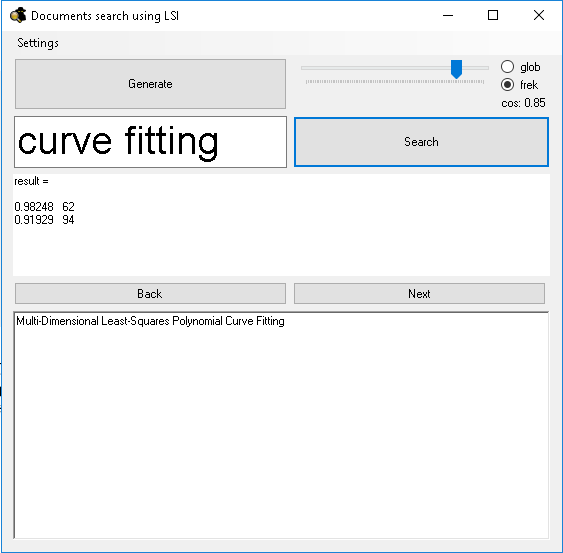 Documents search using LSI
Settings
Generate
glob
frek
cos: 0.85
curve fitting
Search
result =
0.98248 62
0.91929 94
Back
Next
Multi-Dimensional Least-Squares Polynomial Curve Fitting